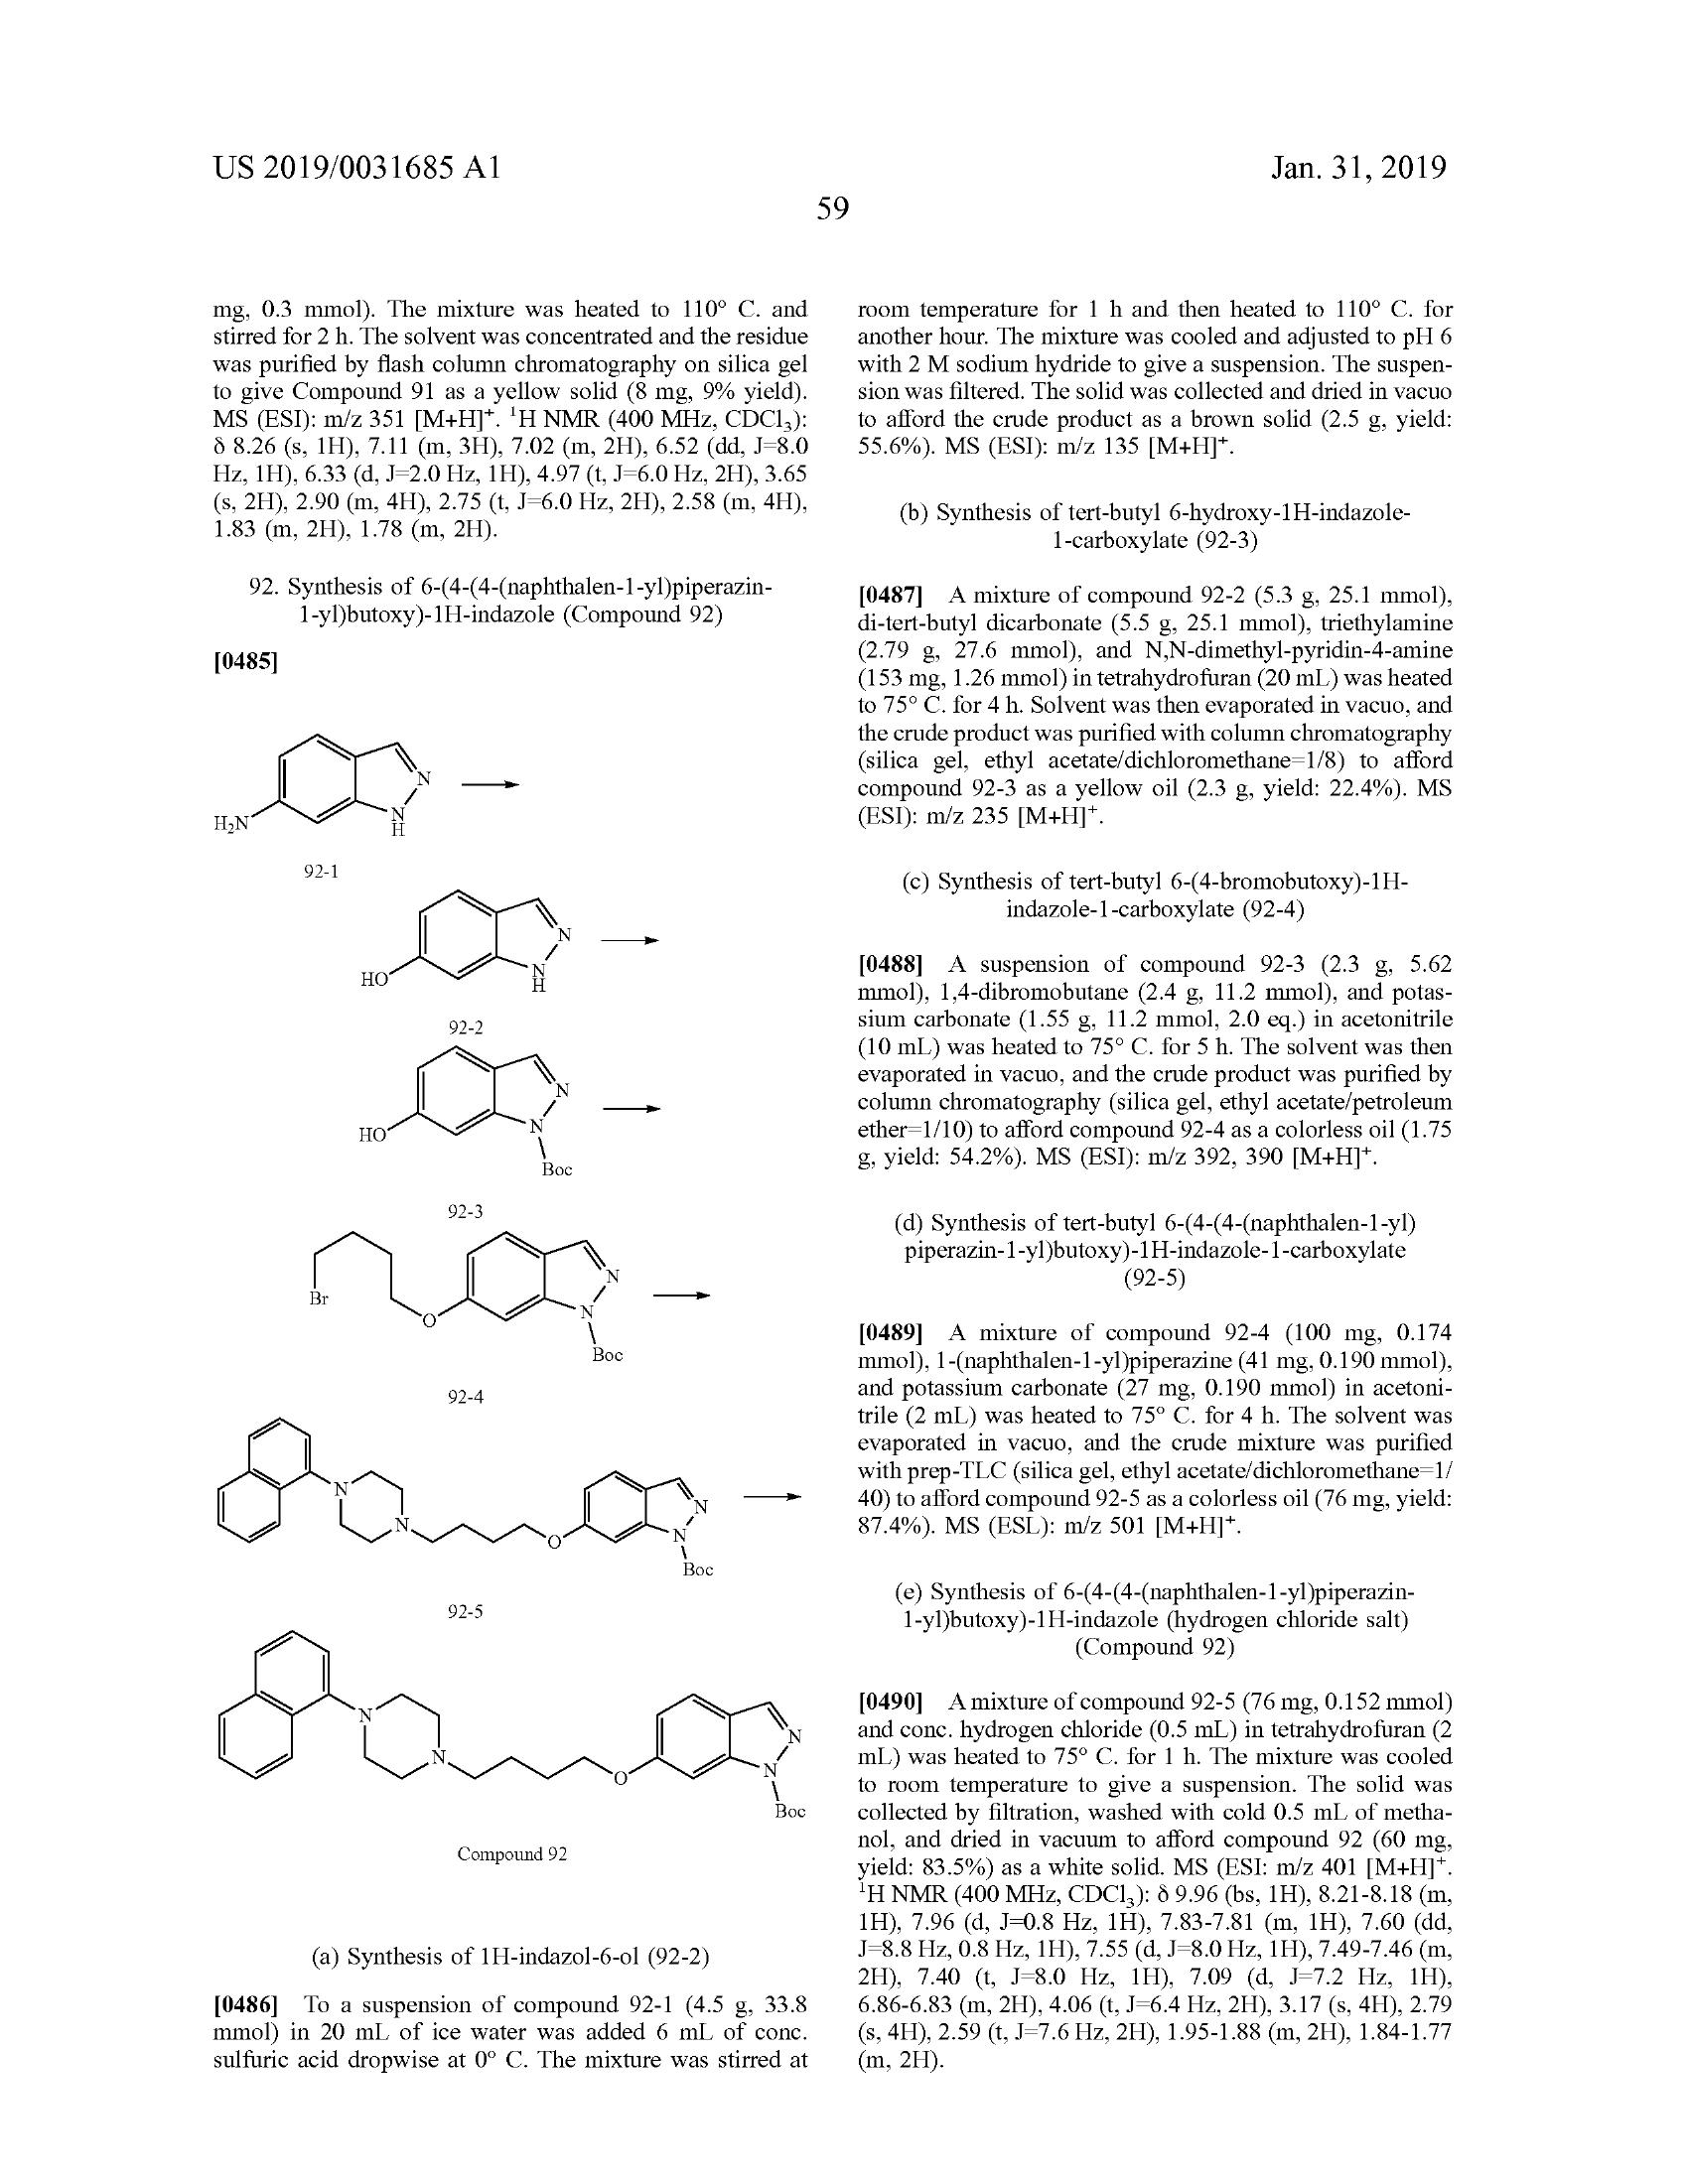 US 2019/0031685 A1
Jan. 31, 2019
59
mg, 0.3 mmol). The mixture was heated to 110° C. and
stirred for 2 h. The solvent was concentrated and the residue
was purified by flash column chromatography on silica gel
to give Compound 91 as a yellow solid (8 mg, 9% yield).
MS (ESI): m/z 351 [M+H]⁺. ¹H NMR (400 MHz, CDCl₃):
δ 8.26 (s, 1H), 7.11 (m, 3H), 7.02 (m, 2H), 6.52 (dd, J=8.0
Hz, 1H), 6.33 (d, J=2.0 Hz, 1H), 4.97 (t, J=6.0 Hz, 2H), 3.65
(s, 2H), 2.90 (m, 4H), 2.75 (t, J=6.0 Hz, 2H), 2.58 (m, 4H),
1.83 (m, 2H), 1.78 (m, 2H).
92. Synthesis of 6-(4-(4-(naphthalen-1-yl)piperazin-
1-yl)butoxy)-1H-indazole (Compound 92)
[0485]
H₂N
N
N
H
92-1
HO
N
N
H
92-2
HO
N
N
Boc
92-3
Br
O
N
N
Boc
92-4
N
N
O
N
N
Boc
92-5
N
N
O
N
N
Boc
Compound 92
(a) Synthesis of 1H-indazol-6-ol (92-2)
[0486] To a suspension of compound 92-1 (4.5 g, 33.8
mmol) in 20 mL of ice water was added 6 mL of conc.
sulfuric acid dropwise at 0° C. The mixture was stirred at
room temperature for 1 h and then heated to 110° C. for
another hour. The mixture was cooled and adjusted to pH 6
with 2 M sodium hydride to give a suspension. The suspen-
sion was filtered. The solid was collected and dried in vacuo
to afford the crude product as a brown solid (2.5 g, yield:
55.6%). MS (ESI): m/z 135 [M+H]⁺.
(b) Synthesis of tert-butyl 6-hydroxy-1H-indazole-
1-carboxylate (92-3)
[0487] A mixture of compound 92-2 (5.3 g, 25.1 mmol),
di-tert-butyl dicarbonate (5.5 g, 25.1 mmol), triethylamine
(2.79 g, 27.6 mmol), and N,N-dimethyl-pyridin-4-amine
(153 mg, 1.26 mmol) in tetrahydrofuran (20 mL) was heated
to 75° C. for 4 h. Solvent was then evaporated in vacuo, and
the crude product was purified with column chromatography
(silica gel, ethyl acetate/dichloromethane=1/8) to afford
compound 92-3 as a yellow oil (2.3 g, yield: 22.4%). MS
(ESI): m/z 235 [M+H]⁺.
(c) Synthesis of tert-butyl 6-(4-bromobutoxy)-1H-
indazole-1-carboxylate (92-4)
[0488] A suspension of compound 92-3 (2.3 g, 5.62
mmol), 1,4-dibromobutane (2.4 g, 11.2 mmol), and potas-
sium carbonate (1.55 g, 11.2 mmol, 2.0 eq.) in acetonitrile
(10 mL) was heated to 75° C. for 5 h. The solvent was then
evaporated in vacuo, and the crude product was purified by
column chromatography (silica gel, ethyl acetate/petroleum
ether=1/10) to afford compound 92-4 as a colorless oil (1.75
g, yield: 54.2%). MS (ESI): m/z 392, 390 [M+H]⁺.
(d) Synthesis of tert-butyl 6-(4-(4-(naphthalen-1-yl)
piperazin-1-yl)butoxy)-1H-indazole-1-carboxylate
(92-5)
[0489] A mixture of compound 92-4 (100 mg, 0.174
mmol), 1-(naphthalen-1-yl)piperazine (41 mg, 0.190 mmol),
and potassium carbonate (27 mg, 0.190 mmol) in acetoni-
trile (2 mL) was heated to 75° C. for 4 h. The solvent was
evaporated in vacuo, and the crude mixture was purified
with prep-TLC (silica gel, ethyl acetate/dichloromethane=1/
40) to afford compound 92-5 as a colorless oil (76 mg, yield:
87.4%). MS (ESL): m/z 501 [M+H]⁺.
(e) Synthesis of 6-(4-(4-(naphthalen-1-yl)piperazin-
1-yl)butoxy)-1H-indazole (hydrogen chloride salt)
(Compound 92)
[0490] A mixture of compound 92-5 (76 mg, 0.152 mmol)
and conc. hydrogen chloride (0.5 mL) in tetrahydrofuran (2
mL) was heated to 75° C. for 1 h. The mixture was cooled
to room temperature to give a suspension. The solid was
collected by filtration, washed with cold 0.5 mL of metha-
nol, and dried in vacuum to afford compound 92 (60 mg,
yield: 83.5%) as a white solid. MS (ESI: m/z 401 [M+H]⁺.
¹H NMR (400 MHz, CDCl₃): δ 9.96 (bs, 1H), 8.21-8.18 (m,
1H), 7.96 (d, J=0.8 Hz, 1H), 7.83-7.81 (m, 1H), 7.60 (dd,
J=8.8 Hz, 0.8 Hz, 1H), 7.55 (d, J=8.0 Hz, 1H), 7.49-7.46 (m,
2H), 7.40 (t, J=8.0 Hz, 1H), 7.09 (d, J=7.2 Hz, 1H),
6.86-6.83 (m, 2H), 4.06 (t, J=6.4 Hz, 2H), 3.17 (s, 4H), 2.79
(s, 4H), 2.59 (t, J=7.6 Hz, 2H), 1.95-1.88 (m, 2H), 1.84-1.77
(m, 2H).